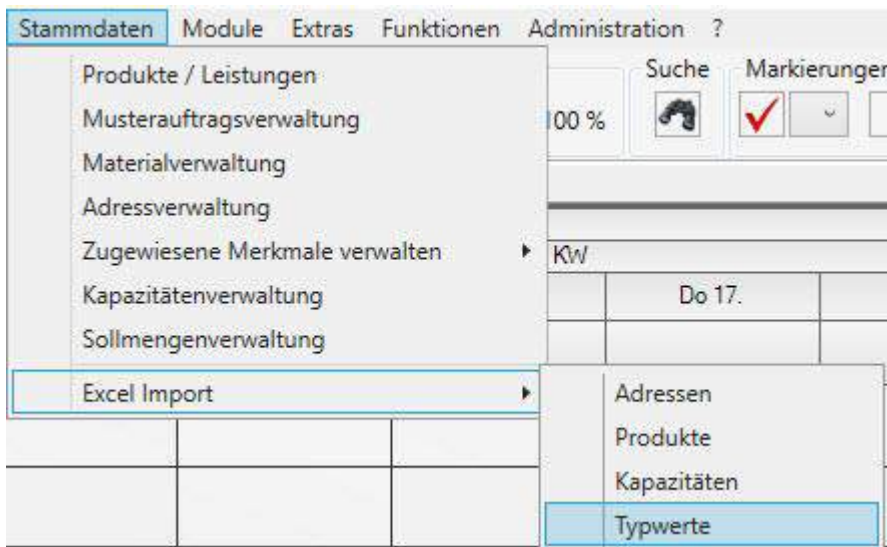 Stammdaten Module Extras Funktionen Administration ?
Produkte / Leistungen
Musterauftragsverwaltung
Materialverwaltung
Adressverwaltung
Zugewiesene Merkmale verwalten
Kapazitätenverwaltung
Sollmengenverwaltung
Excel Import
Suche
100 %
KW
Do 17.
Adressen
Produkte
Kapazitäten
Typwerte